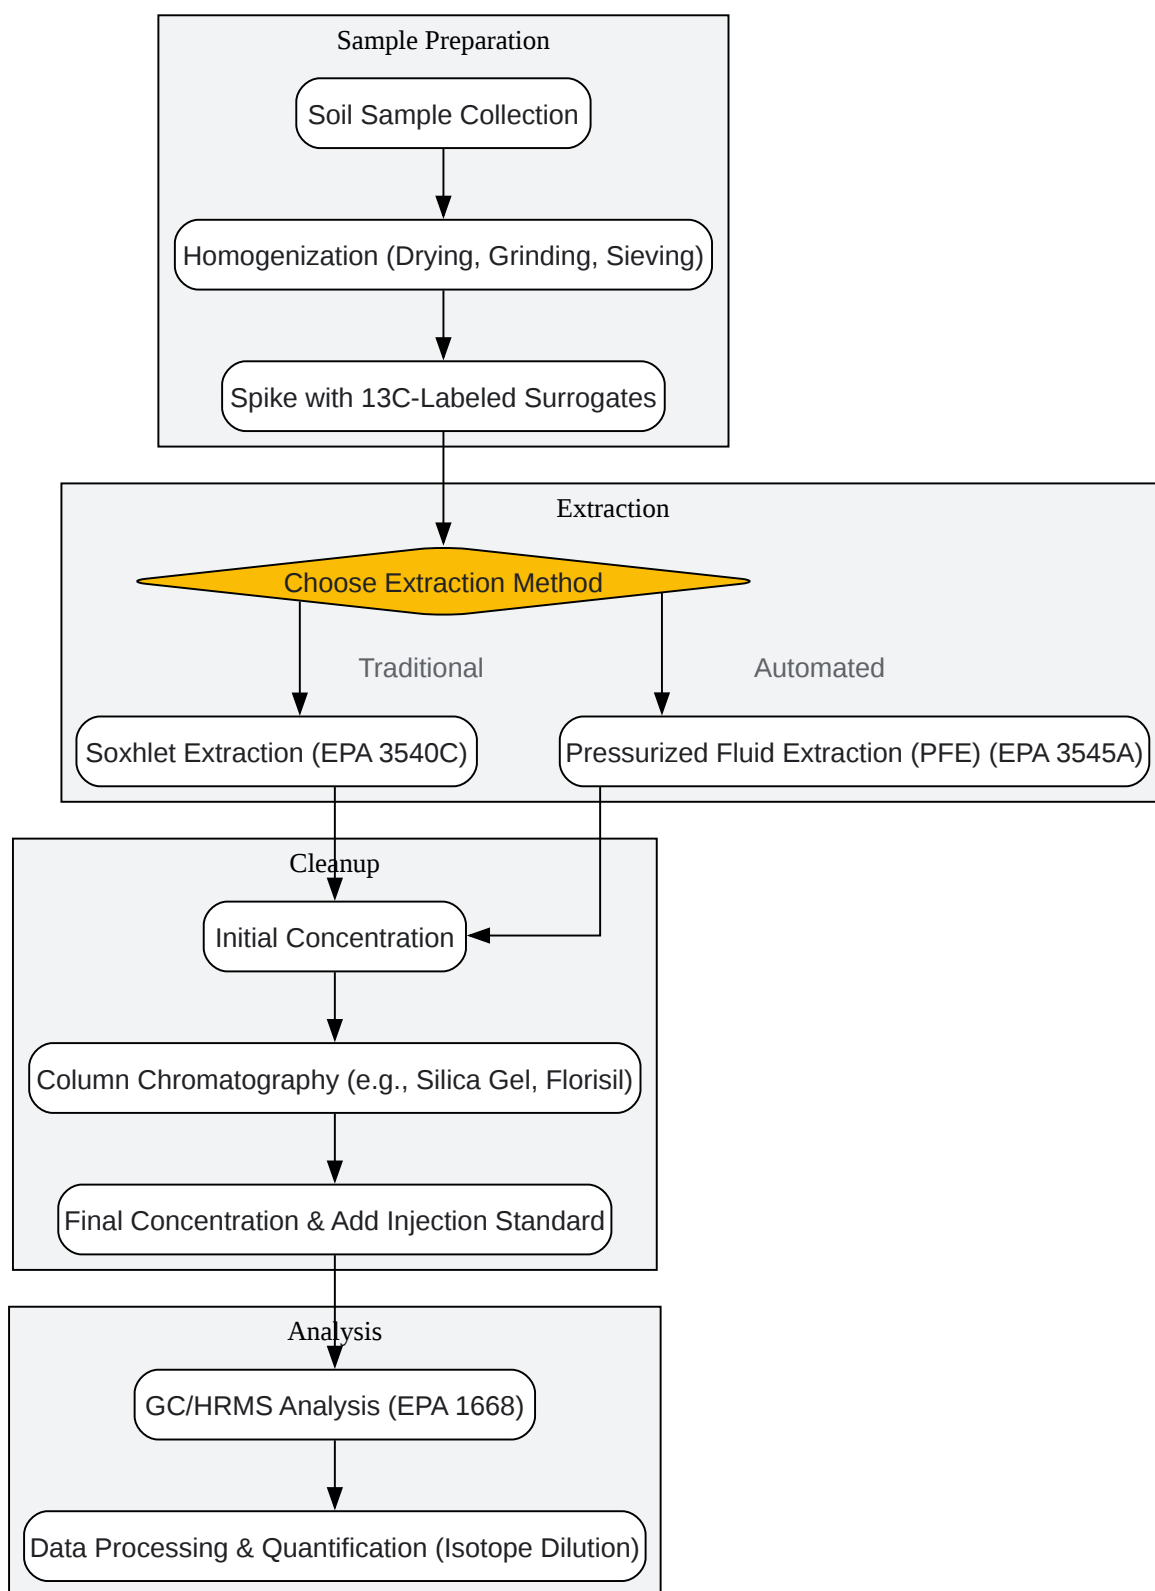 Sample Preparation
Soil Sample Collection
Homogenization (Drying, Grinding, Sieving)
Spike with 13C-Labeled Surrogates
Extraction
Choose Extraction Method
Traditional
Automated
Soxhlet Extraction (EPA 3540C)
Pressurized Fluid Extraction (PFE) (EPA 3545A)
Cleanup
Initial Concentration
Column Chromatography (e.g., Silica Gel, Florisil)
Final Concentration & Add Injection Standard
Analysis
GC/HRMS Analysis (EPA 1668)
Data Processing & Quantification (Isotope Dilution)